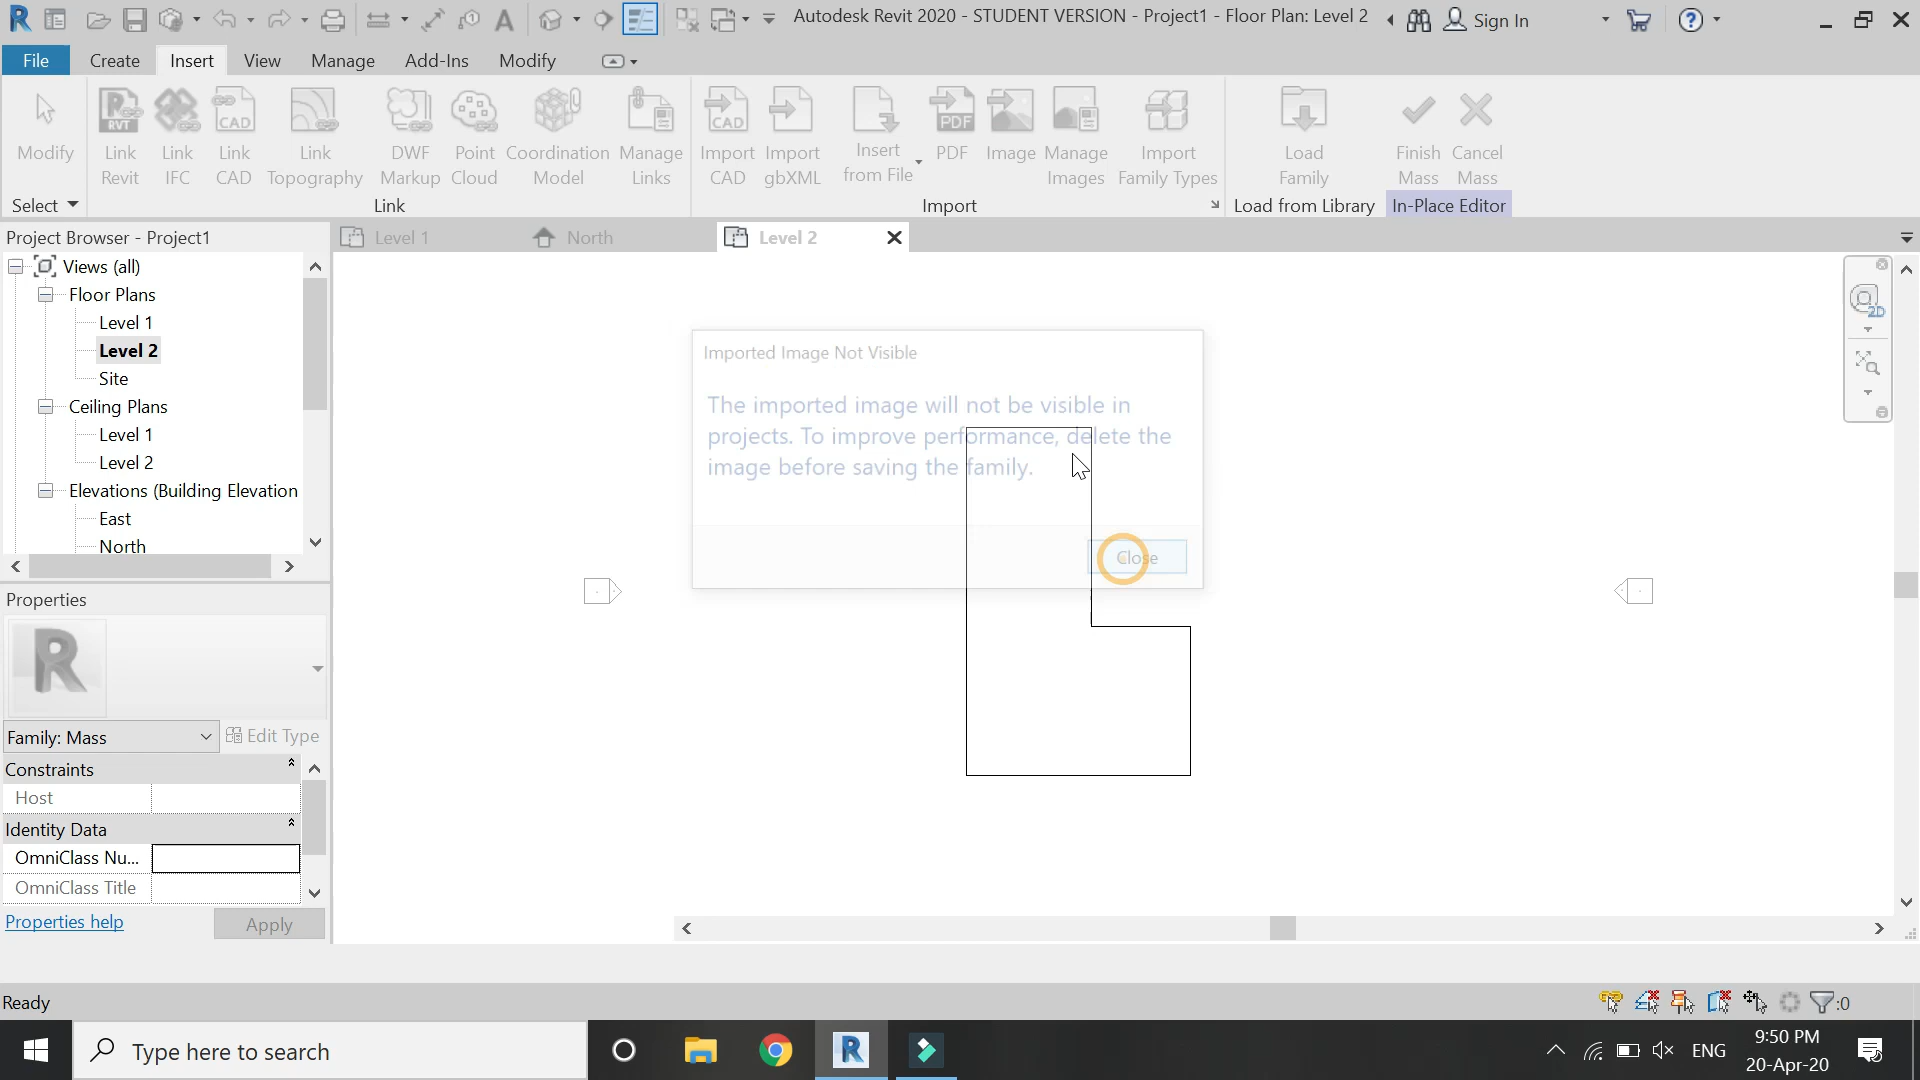 Autodesk Revit 2020 - STUDENT VERSION - Project1 - Floor Plan: Level 2
Sign In
File
Create
Insert
View
Manage
Add-Ins
Modify
Modify
Link
Revit
Link
IFC
Link
CAD
Link
Topography
DWF
Markup
Point
Cloud
Coordination
Model
Manage
Links
Import
CAD
Import
gbXML
Insert
from File
PDF
Image
Manage
Images
Import
Family Types
Load
Family
Finish
Mass
Cancel
Mass
Select
Link
Import
Load from Library
In-Place Editor
Project Browser - Project1
Level 1
North
Level 2
Views (all)
Floor Plans
Level 1
Level 2
Site
Ceiling Plans
Level 1
Level 2
Elevations (Building Elevation
East
North
Imported Image Not Visible
The imported image will not be visible in
projects. To improve performance, delete the
image before saving the family.
Close
2D
Properties
Family: Mass
Edit Type
Constraints
Host
Identity Data
OmniClass Nu...
OmniClass Title
Properties help
Apply
Ready
:0
Type here to search
ENG
9:50 PM
20-Apr-20